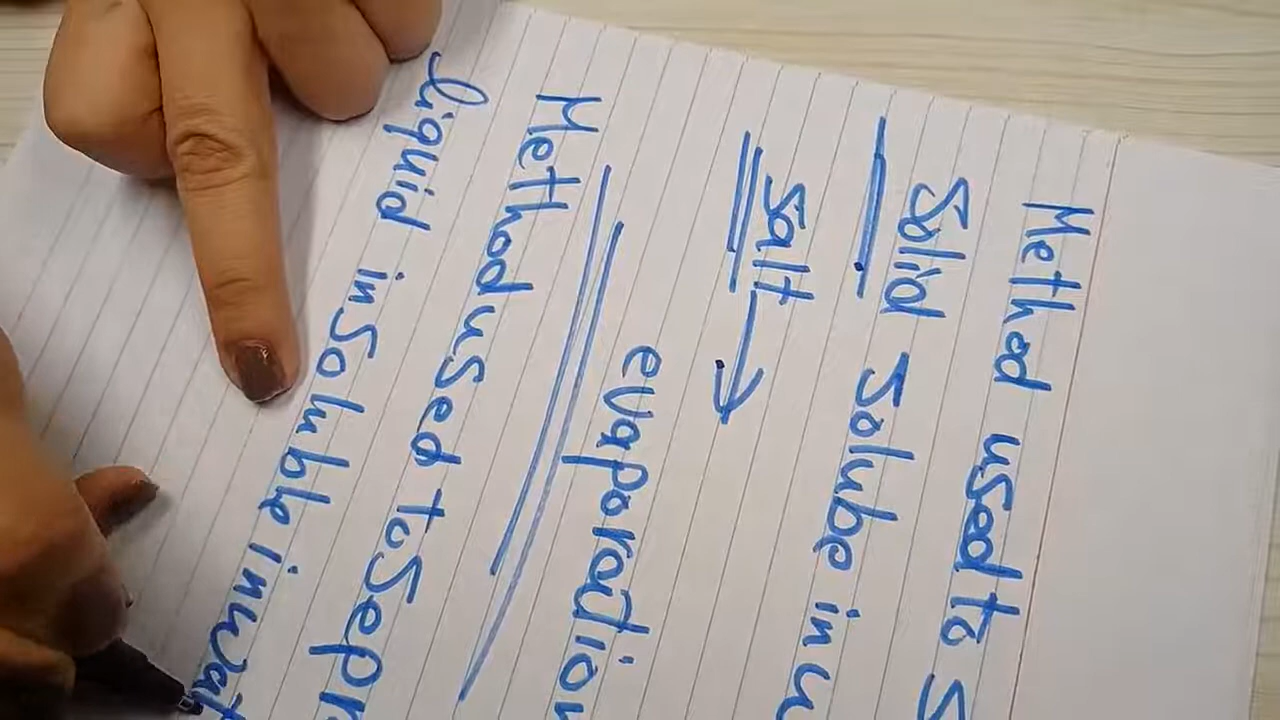 Method used to S
Solid Solube in w
Salt →
evaporation
Method used to Sepr
liquid inSoluble in wat